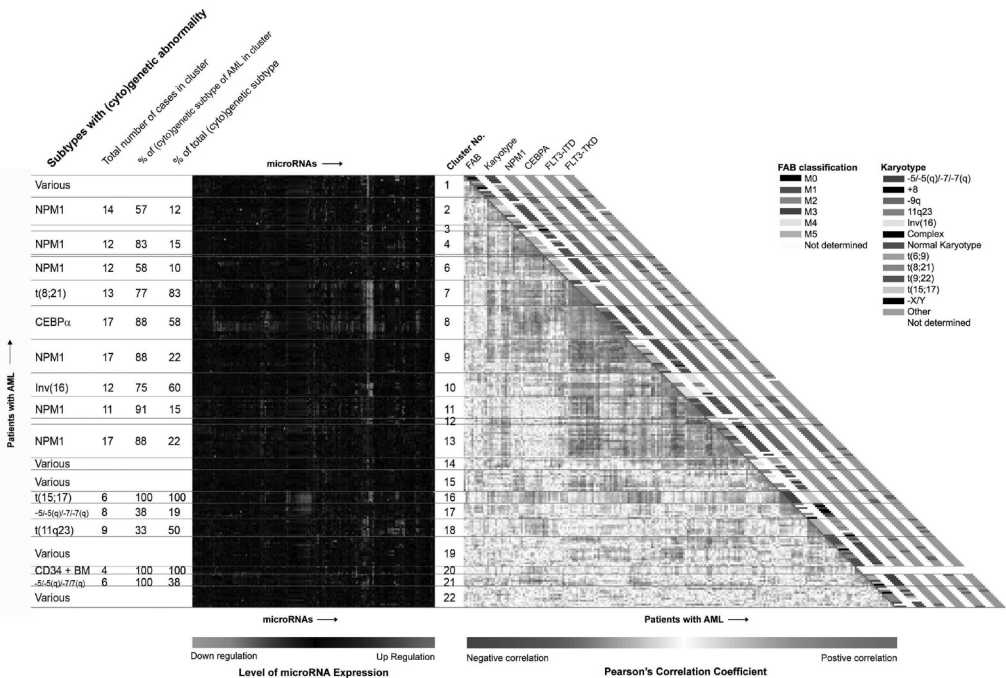 Subtypes with (cyto)genetic abnormality
Total number of cases in cluster
% of (cyto)genetic subtype of AML in cluster
% of total (cyto)genetic subtype
microRNAs
Cluster No.
FAB
Karyotype
NPM1
CEBPA
FLT3-ITD
FLT3-TKD
Various 1
NPM1 14 57 12 2
3
NPM1 12 83 15 4
NPM1 12 58 10 6
t(8;21) 13 77 83 7
CEBPα 17 88 58 8
NPM1 17 88 22 9
Inv(16) 12 75 60 10
NPM1 11 91 15 11
12
NPM1 17 88 22 13
Various 14
Various 15
t(15;17) 6 100 100 16
-5/-5(q)/-7/-7(q) 8 38 19 17
t(11q23) 9 33 50 18
Various 19
CD34 + BM 4 100 100 20
-5/-5(q)/-7/7(q) 6 100 38 21
Various 22
Patients with AML
FAB classification
M0
M1
M2
M3
M4
M5
Not determined
Karyotype
-5/-5(q)/-7/-7(q)
+8
-9q
11q23
Inv(16)
Complex
Normal Karyotype
t(6;9)
t(8;21)
t(9;22)
t(15;17)
-X/Y
Other
Not determined
microRNAs
Patients with AML
Down regulation Up Regulation
Level of microRNA Expression
Negative correlation Postive correlation
Pearson's Correlation Coefficient